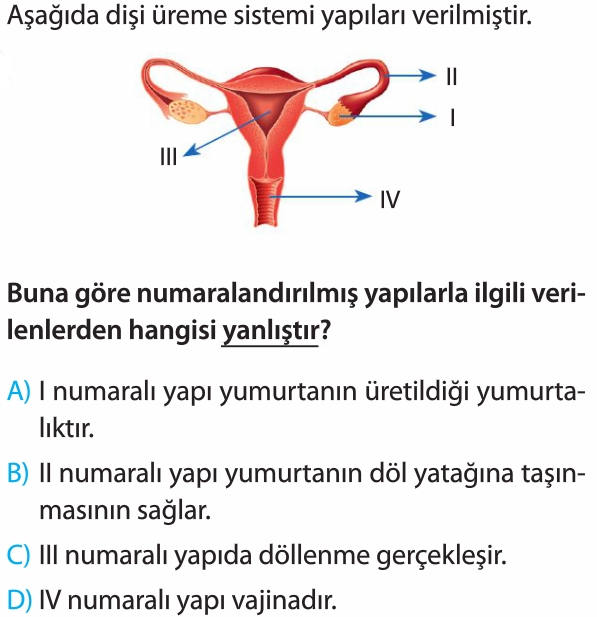 Aşağıda dişi üreme sistemi yapıları verilmiştir.
II
I
III
IV
Buna göre numaralandırılmış yapılarla ilgili veri-
lenlerden hangisi yanlıştır?
A) I numaralı yapı yumurtanın üretildiği yumurta-
lıktır.
B) II numaralı yapı yumurtanın döl yatağına taşın-
masının sağlar.
C) III numaralı yapıda döllenme gerçekleşir.
D) IV numaralı yapı vajinadır.